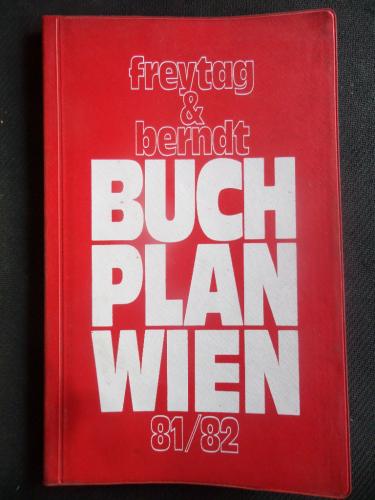 freytag
&
berndt
BUCH
PLAN
WIEN
81/82